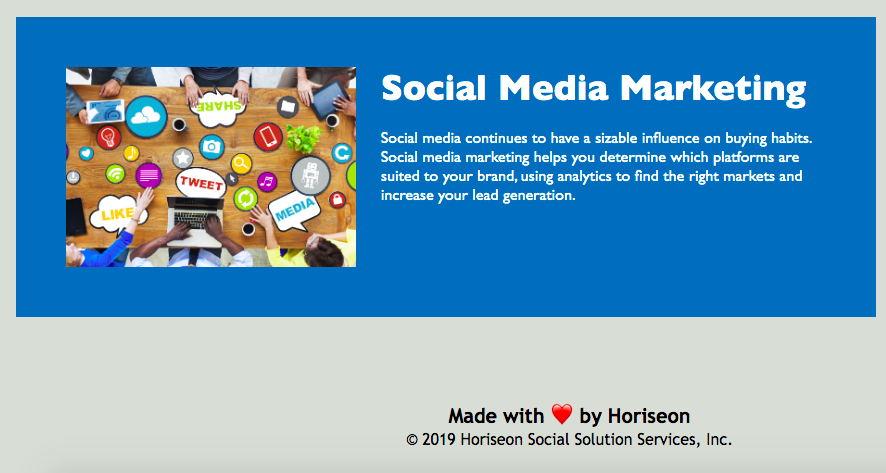 Social Media Marketing
Social media continues to have a sizable influence on buying habits.
Social media marketing helps you determine which platforms are
suited to your brand, using analytics to find the right markets and
increase your lead generation.
SHARE
TWEET
LIKE
MEDIA
Made with ❤️ by Horiseon
© 2019 Horiseon Social Solution Services, Inc.